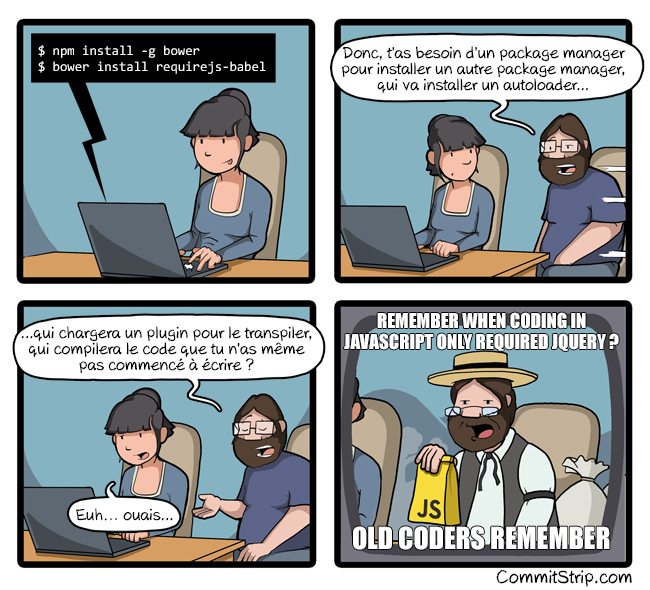 $ npm install -g bower
$ bower install requirejs-babel
Donc, t'as besoin d'un package manager
pour installer un autre package manager,
qui va installer un autoloader...
...qui chargera un plugin pour le transpiler,
qui compilera le code que tu n'as même
pas commencé à écrire ?
Euh... ouais...
REMEMBER WHEN CODING IN
JAVASCRIPT ONLY REQUIRED JQUERY ?
JS
OLD CODERS REMEMBER
CommitStrip.com